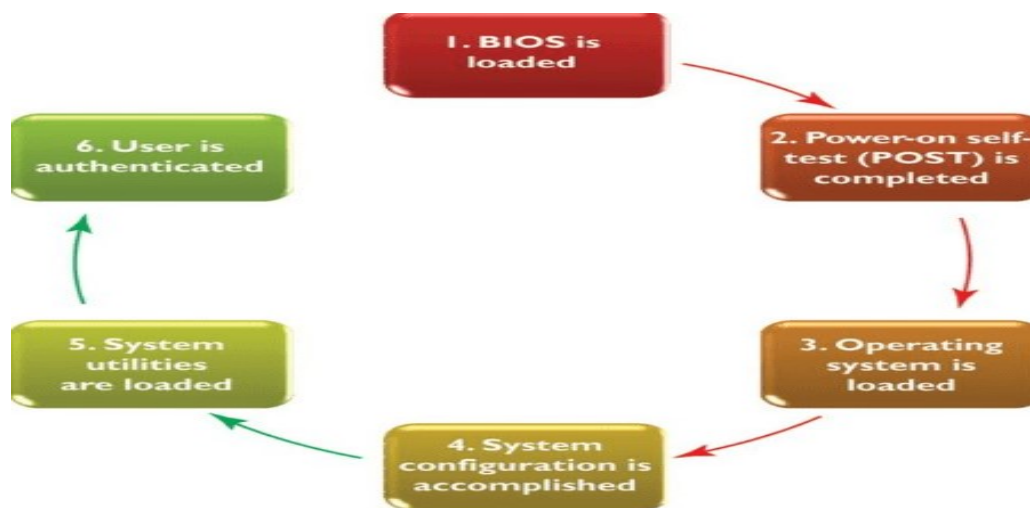 1. BIOS is
loaded
2. Power-on self-
test (POST) is
completed
3. Operating
system is
loaded
4. System
configuration is
accomplished
5. System
utilities
are loaded
6. User is
authenticated